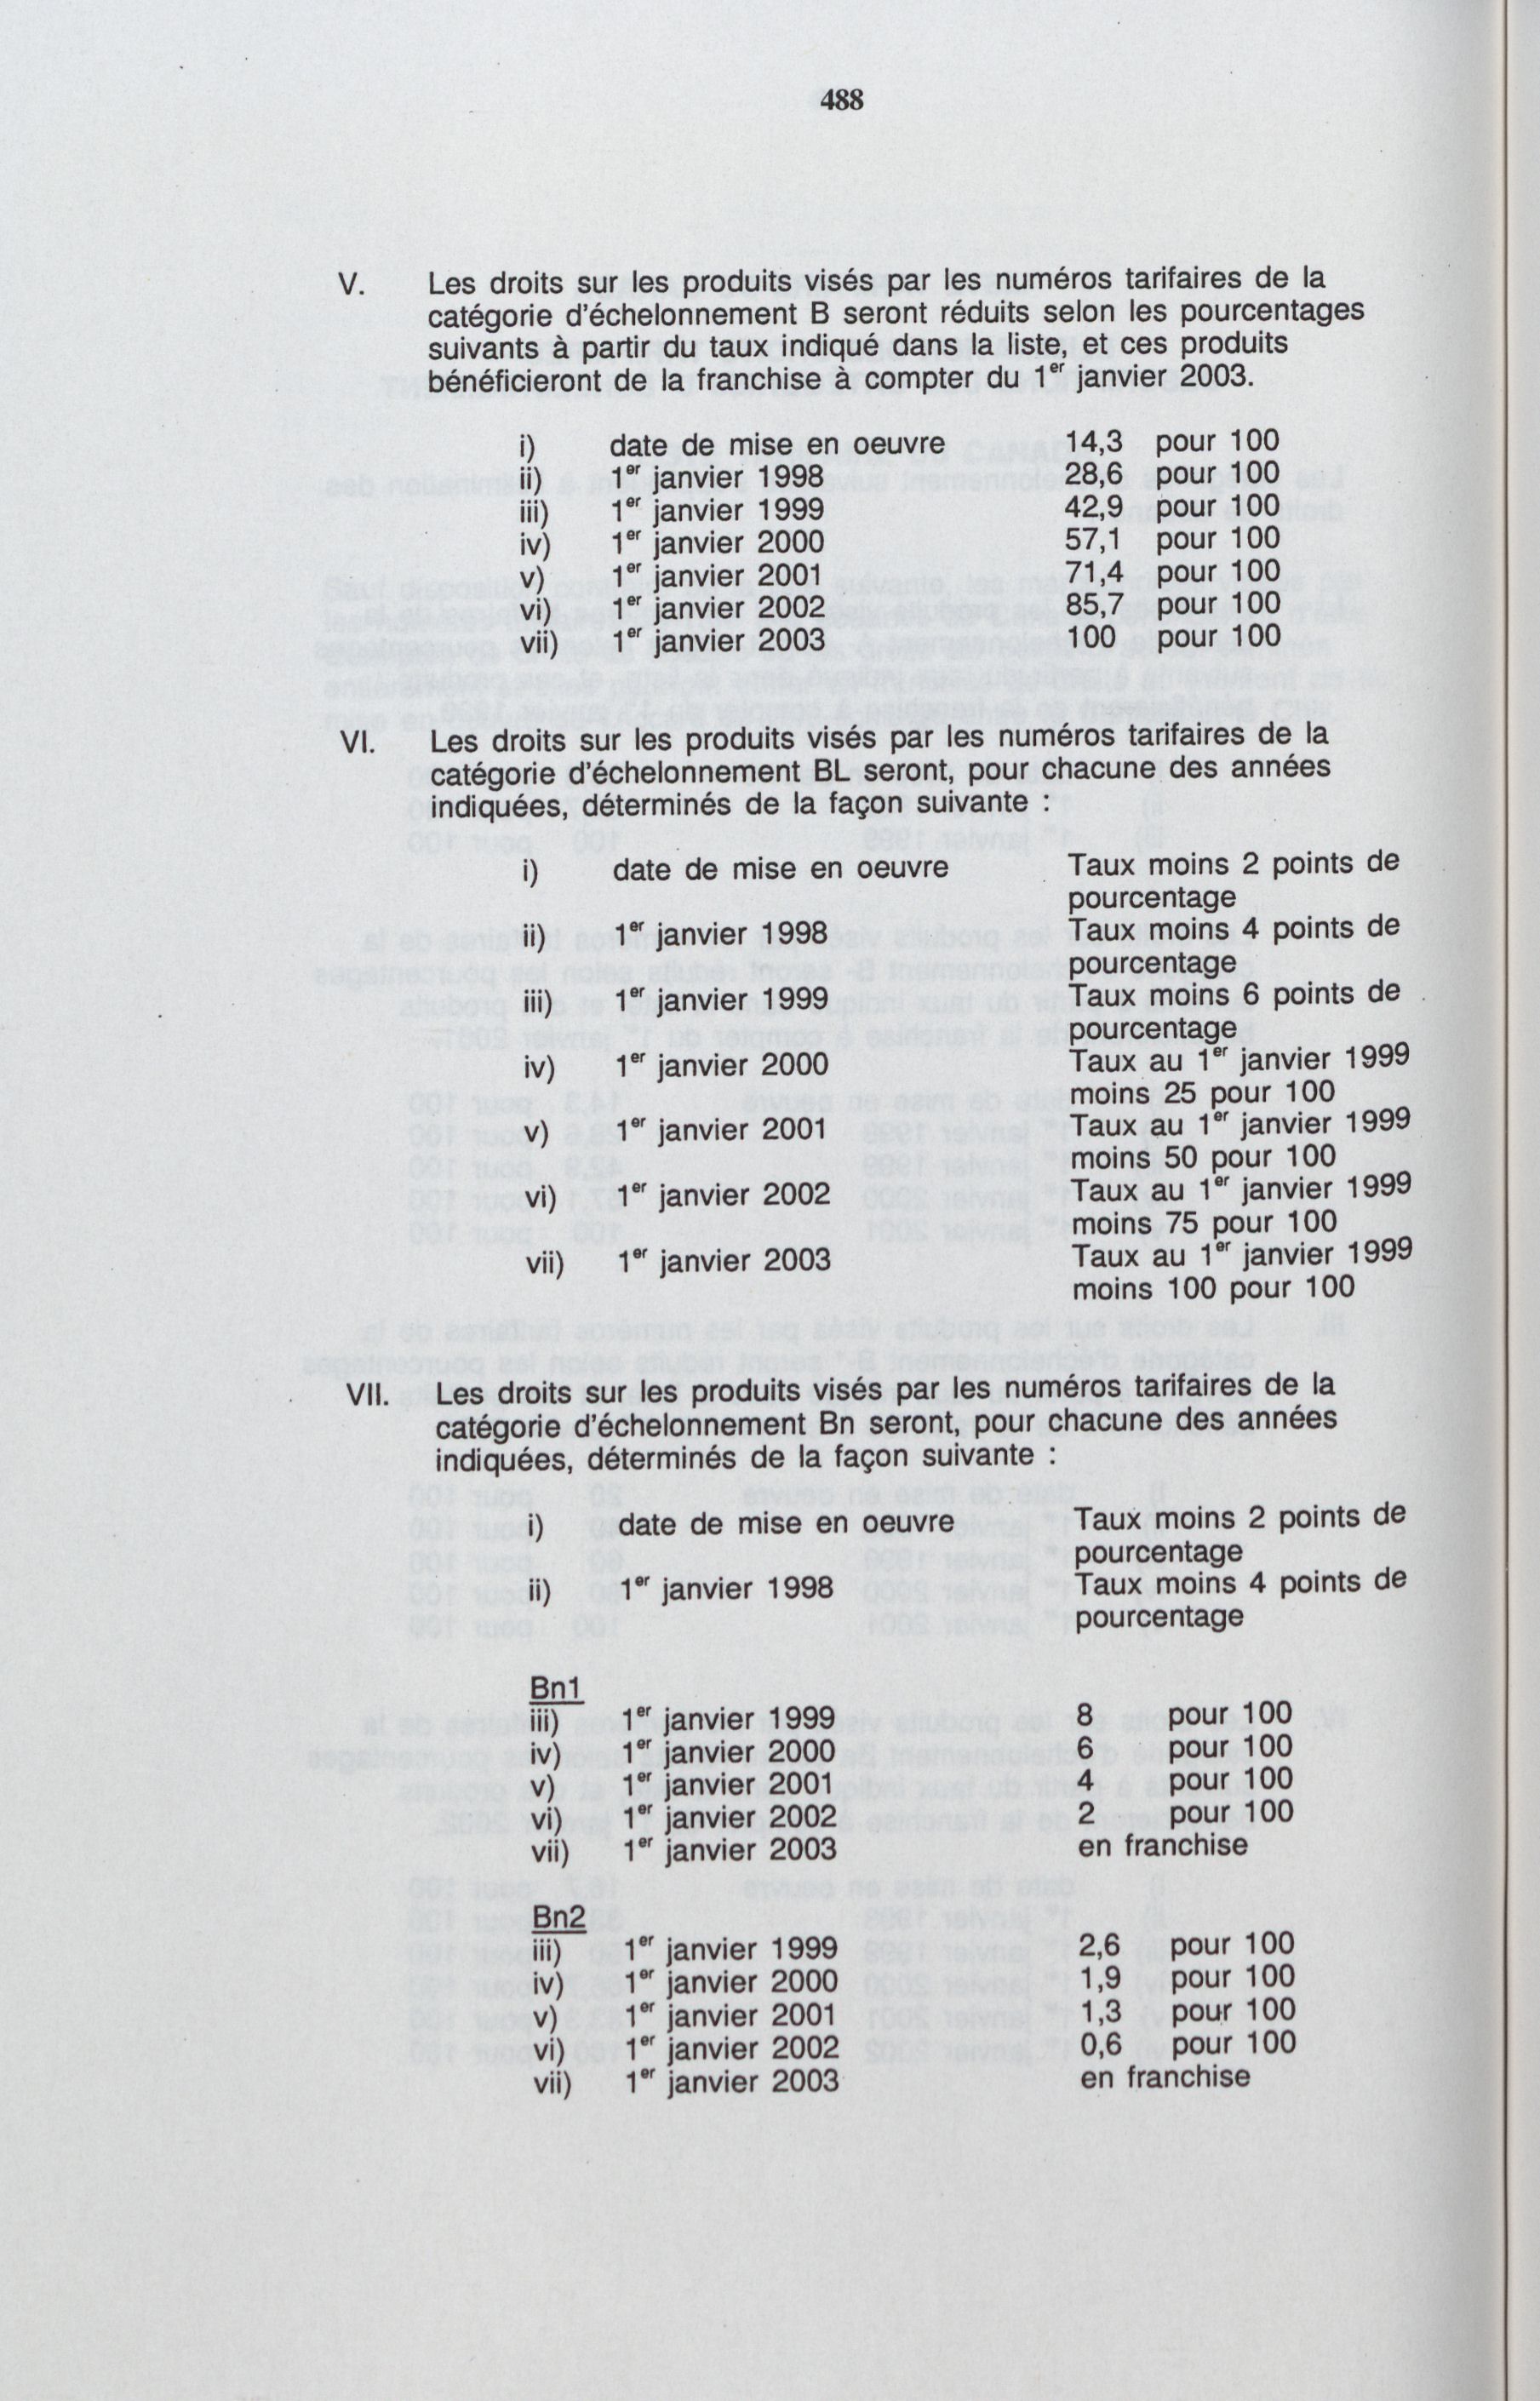 488
V. Les droits sur les produits visés par les numéros tarifaires de la
catégorie d'échelonnement B seront réduits selon les pourcentages
suivants à partir du taux indiqué dans la liste, et ces produits
bénéficieront de la franchise à compter du 1er janvier 2003.
i) date de mise en oeuvre 14,3 pour 100
ii) 1er janvier 1998 28,6 pour 100
iii) 1er janvier 1999 42,9 pour 100
iv) 1er janvier 2000 57,1 pour 100
v) 1er janvier 2001 71,4 pour 100
vi) 1er janvier 2002 85,7 pour 100
vii) 1er janvier 2003 100 pour 100
VI. Les droits sur les produits visés par les numéros tarifaires de la
catégorie d'échelonnement BL seront, pour chacune des années
indiquées, déterminés de la façon suivante :
i) date de mise en oeuvre Taux moins 2 points de
pourcentage
ii) 1er janvier 1998 Taux moins 4 points de
pourcentage
iii) 1er janvier 1999 Taux moins 6 points de
pourcentage
iv) 1er janvier 2000 Taux au 1er janvier 1999
moins 25 pour 100
v) 1er janvier 2001 Taux au 1er janvier 1999
moins 50 pour 100
vi) 1er janvier 2002 Taux au 1er janvier 1999
moins 75 pour 100
vii) 1er janvier 2003 Taux au 1er janvier 1999
moins 100 pour 100
VII. Les droits sur les produits visés par les numéros tarifaires de la
catégorie d'échelonnement Bn seront, pour chacune des années
indiquées, déterminés de la façon suivante :
i) date de mise en oeuvre Taux moins 2 points de
pourcentage
ii) 1er janvier 1998 Taux moins 4 points de
pourcentage
Bn1
iii) 1er janvier 1999 8 pour 100
iv) 1er janvier 2000 6 pour 100
v) 1er janvier 2001 4 pour 100
vi) 1er janvier 2002 2 pour 100
vii) 1er janvier 2003 en franchise
Bn2
iii) 1er janvier 1999 2,6 pour 100
iv) 1er janvier 2000 1,9 pour 100
v) 1er janvier 2001 1,3 pour 100
vi) 1er janvier 2002 0,6 pour 100
vii) 1er janvier 2003 en franchise